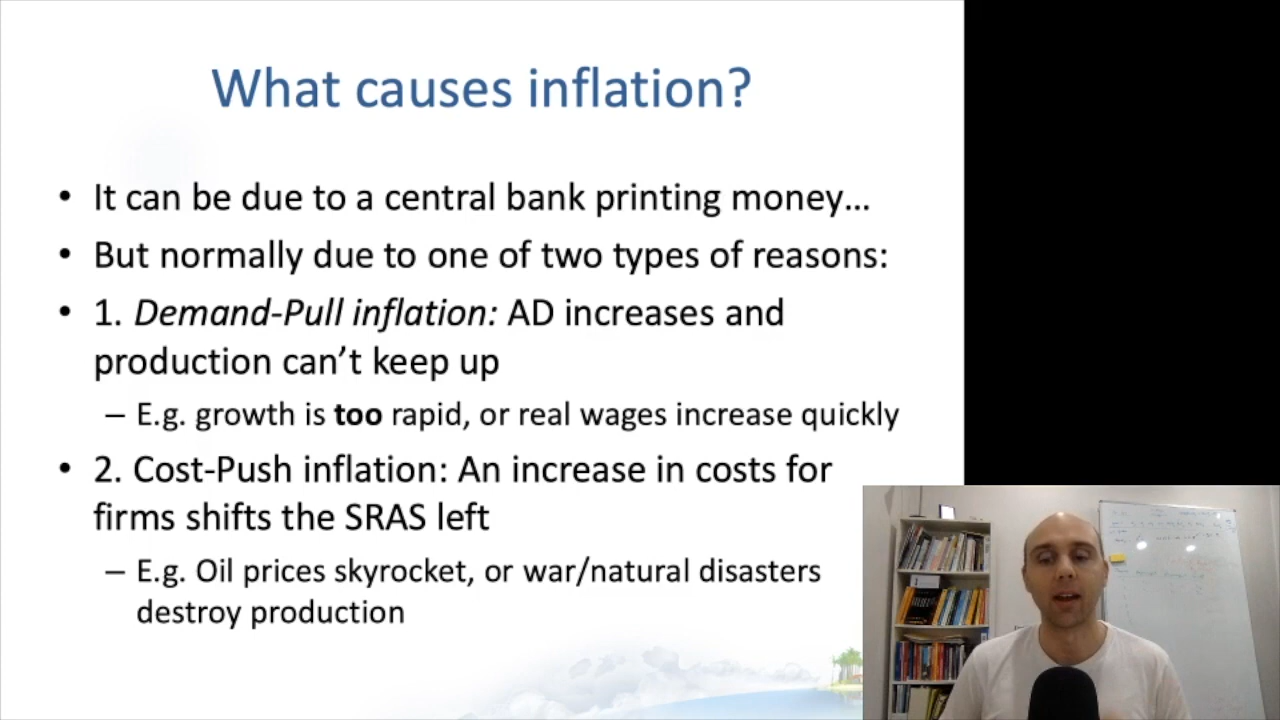 What causes inflation?
• It can be due to a central bank printing money…
• But normally due to one of two types of reasons:
• 1. Demand-Pull inflation: AD increases and
production can’t keep up
– E.g. growth is too rapid, or real wages increase quickly
• 2. Cost-Push inflation: An increase in costs for
firms shifts the SRAS left
– E.g. Oil prices skyrocket, or war/natural disasters
destroy production